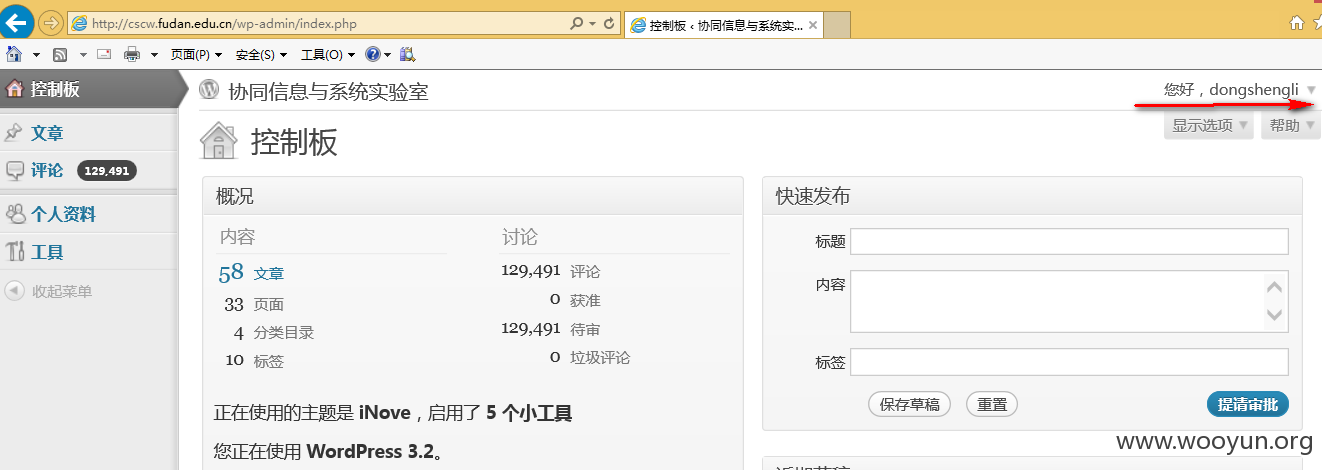 http://cscw.fudan.edu.cn/wp-admin/index.php
控制板 ‹ 协同信息与系统实...
页面(P) 安全(S) 工具(O)
控制板
协同信息与系统实验室
您好，dongshengli
显示选项 帮助
文章
评论 129,491
个人资料
工具
收起菜单
控制板
概况
内容 讨论
58 文章 129,491 评论
33 页面 0 获准
4 分类目录 129,491 待审
10 标签 0 垃圾评论
正在使用的主题是 iNove，启用了 5 个小工具
您正在使用 WordPress 3.2。
快速发布
标题
内容
标签
保存草稿 重置 提请审批
www.wooyun.org